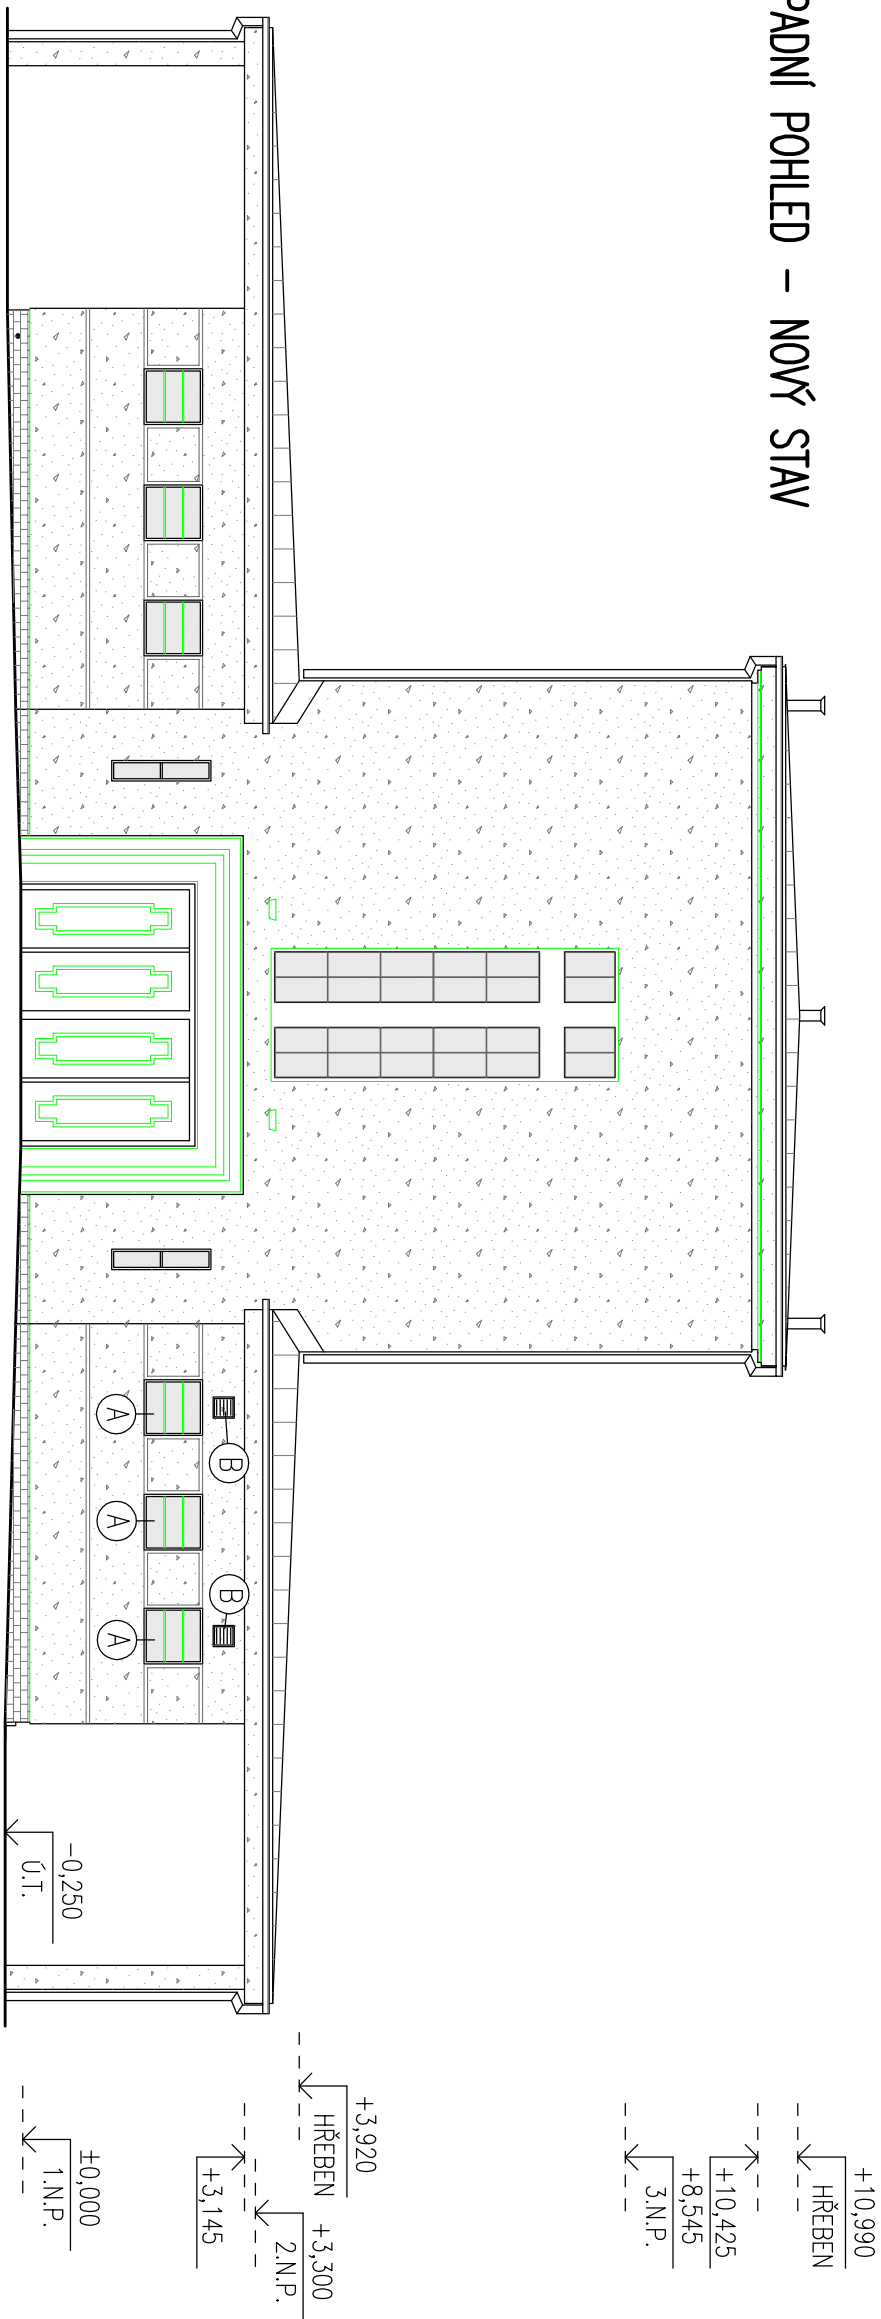 PADNÍ POHLED – NOVÝ STAV
+10,990
HŘEBEN
+10,425
+8,545
3.N.P.
+3,920
HŘEBEN
+3,300
2.N.P.
+3,145
±0,000
1.N.P.
-0,250
Ú.T.
B
B
A
A
A